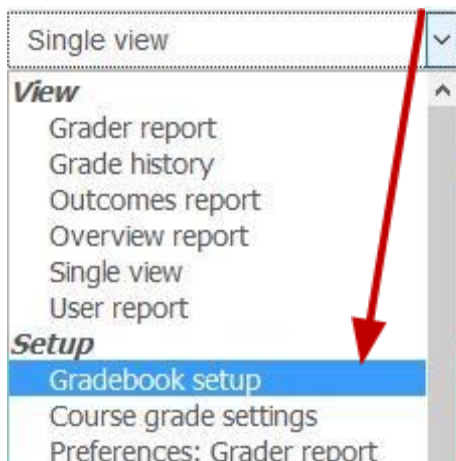 Single view
View
Grader report
Grade history
Outcomes report
Overview report
Single view
User report
Setup
Gradebook setup
Course grade settings
Preferences: Grader report